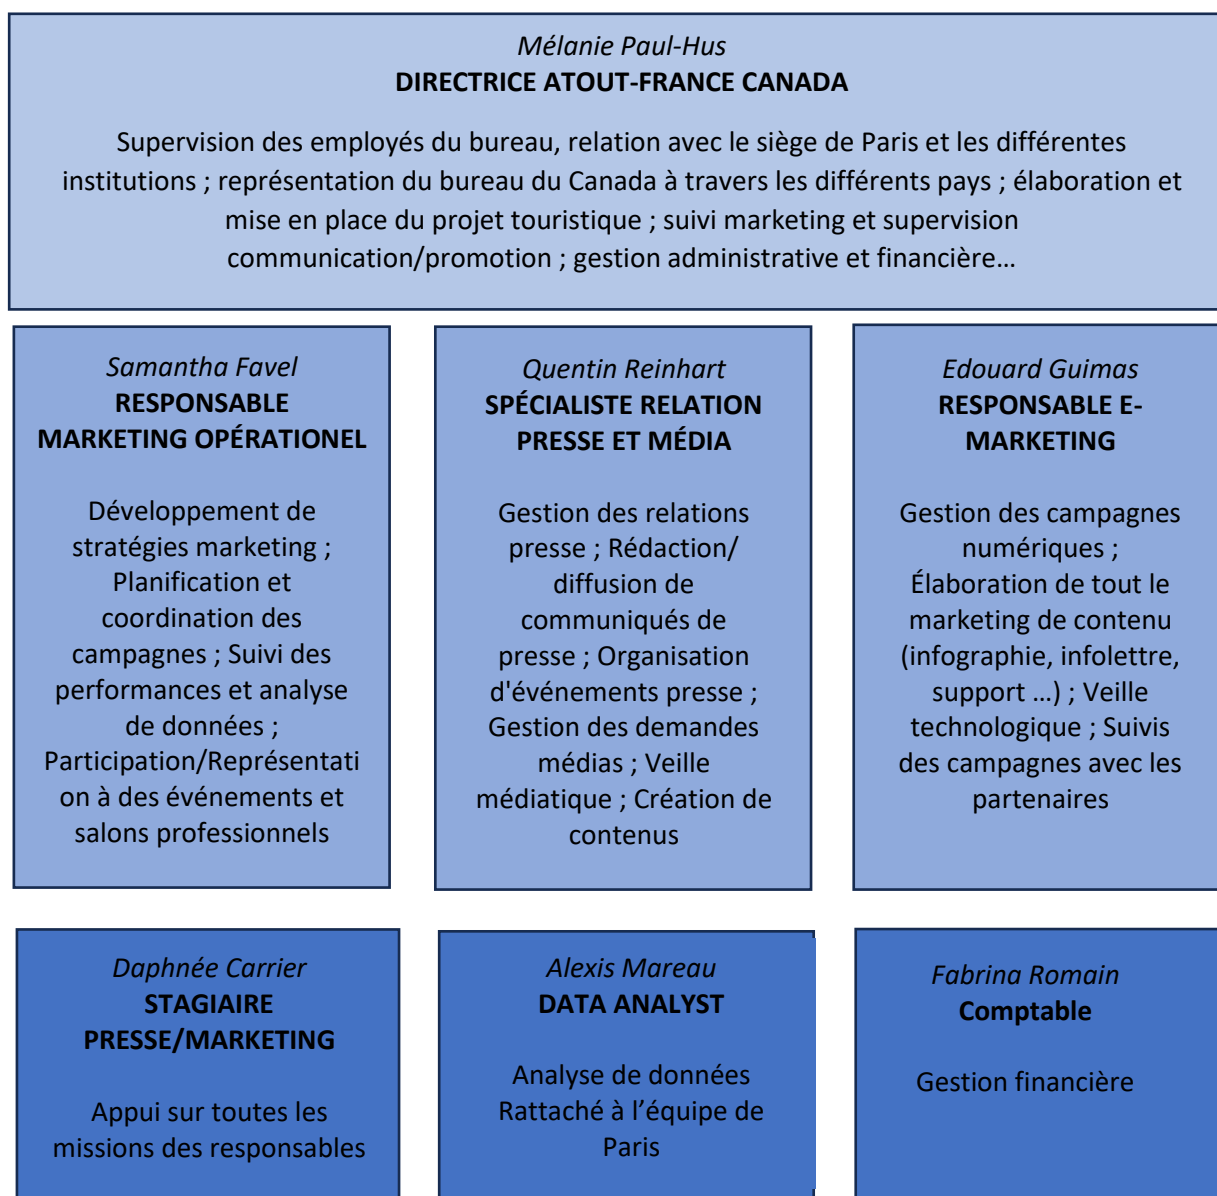 Mélanie Paul-Hus
DIRECTRICE ATOUT-FRANCE CANADA
Supervision des employés du bureau, relation avec le siège de Paris et les différentes
institutions ; représentation du bureau du Canada à travers les différents pays ; élaboration et
mise en place du projet touristique ; suivi marketing et supervision
communication/promotion ; gestion administrative et financière…
Samantha Favel
RESPONSABLE
MARKETING OPÉRATIONEL
Développement de
stratégies marketing ;
Planification et
coordination des
campagnes ; Suivi des
performances et analyse
de données ;
Participation/Représentati
on à des événements et
salons professionnels
Quentin Reinhart
SPÉCIALISTE RELATION
PRESSE ET MÉDIA
Gestion des relations
presse ; Rédaction/
diffusion de
communiqués de
presse ; Organisation
d'événements presse ;
Gestion des demandes
médias ; Veille
médiatique ; Création de
contenus
Edouard Guimas
RESPONSABLE E-
MARKETING
Gestion des campagnes
numériques ;
Élaboration de tout le
marketing de contenu
(infographie, infolettre,
support …) ; Veille
technologique ; Suivis
des campagnes avec les
partenaires
Daphnée Carrier
STAGIAIRE
PRESSE/MARKETING
Appui sur toutes les
missions des responsables
Alexis Mareau
DATA ANALYST
Analyse de données
Rattaché à l’équipe de
Paris
Fabrina Romain
Comptable
Gestion financière